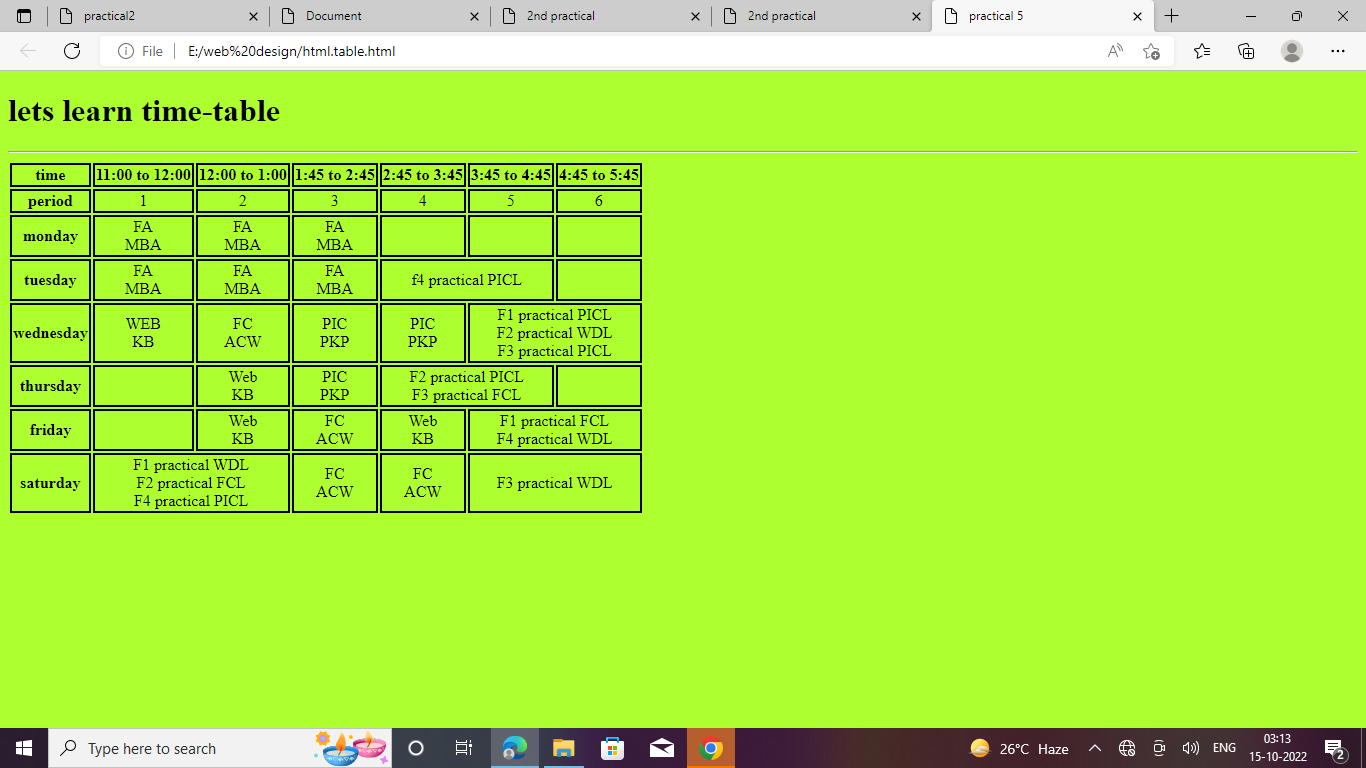 practical2
Document
2nd practical
2nd practical
practical 5
File
E:/web%20design/html.table.html
lets learn time-table
time 11:00 to 12:00 12:00 to 1:00 1:45 to 2:45 2:45 to 3:45 3:45 to 4:45 4:45 to 5:45
period 1 2 3 4 5 6
monday
FA
MBA
FA
MBA
FA
MBA
tuesday
FA
MBA
FA
MBA
FA
MBA
f4 practical PICL
wednesday
WEB
KB
FC
ACW
PIC
PKP
PIC
PKP
F1 practical PICL
F2 practical WDL
F3 practical PICL
thursday
Web
KB
PIC
PKP
F2 practical PICL
F3 practical FCL
friday
Web
KB
FC
ACW
Web
KB
F1 practical FCL
F4 practical WDL
saturday
F1 practical WDL
F2 practical FCL
F4 practical PICL
FC
ACW
FC
ACW
F3 practical WDL
Type here to search
26°C Haze
ENG
03:13
15-10-2022
2